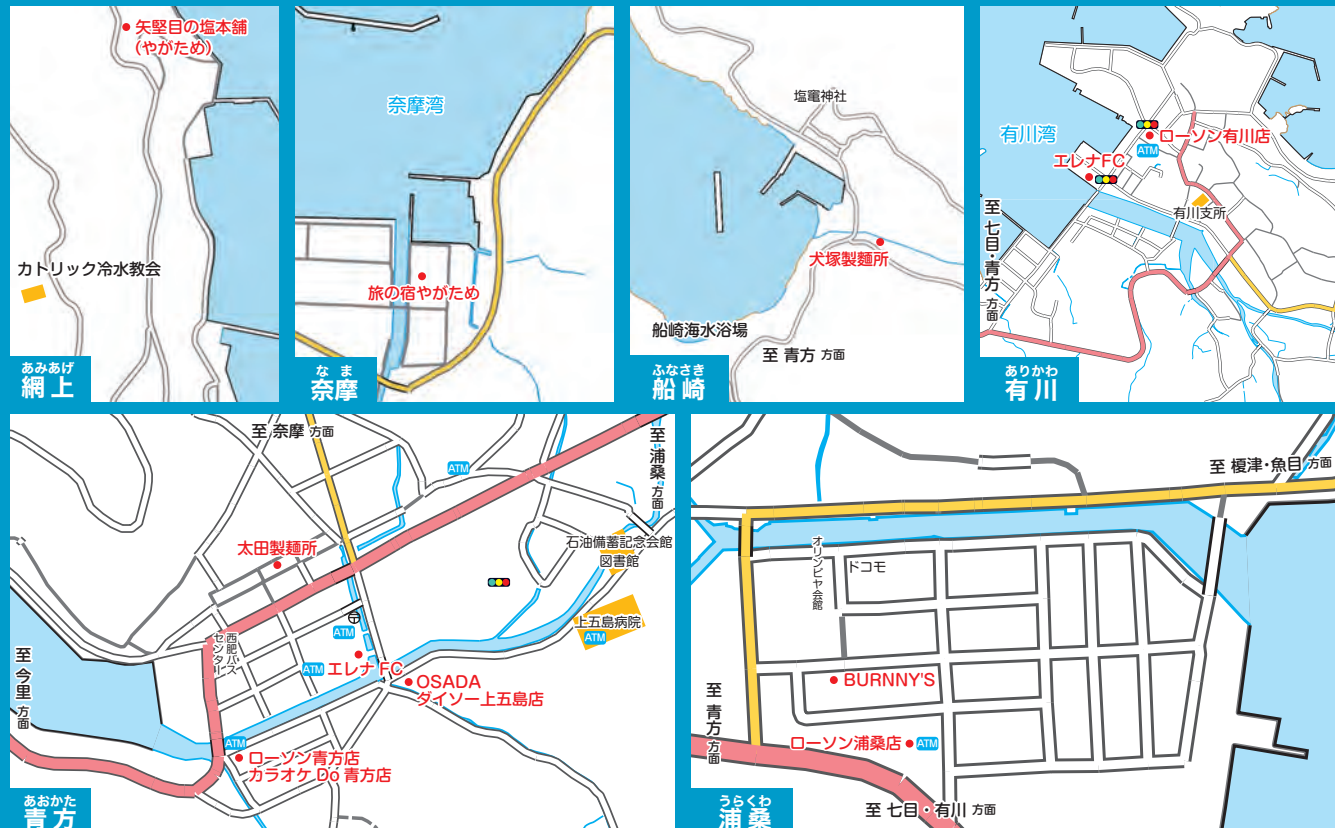 矢堅目の塩本舗
(やがため)
カトリック冷水教会
あみあげ
網上
奈摩湾
旅の宿やがため
なま
奈摩
塩竈神社
犬塚製麵所
船崎海水浴場
至 青方 方面
ふなさき
船崎
有川湾
ローソン有川店
ATM
エレナFC
有川支所
至 七目・青方 方面
ありかわ
有川
至 奈摩 方面
ATM
至 浦桑 方面
石油備蓄記念会館
図書館
太田製麵所
上五島病院
ATM
西肥バス
センター
ATM
ATM
エレナ FC
OSADA
ダイソー上五島店
至 今里 方面
ATM
ローソン青方店
カラオケ Do 青方店
あおかた
青方
至 榎津・魚目 方面
オリンピヤ会館
ドコモ
BURNNY'S
至 青方 方面
ローソン浦桑店
ATM
至 七目・有川 方面
うらくわ
浦桑